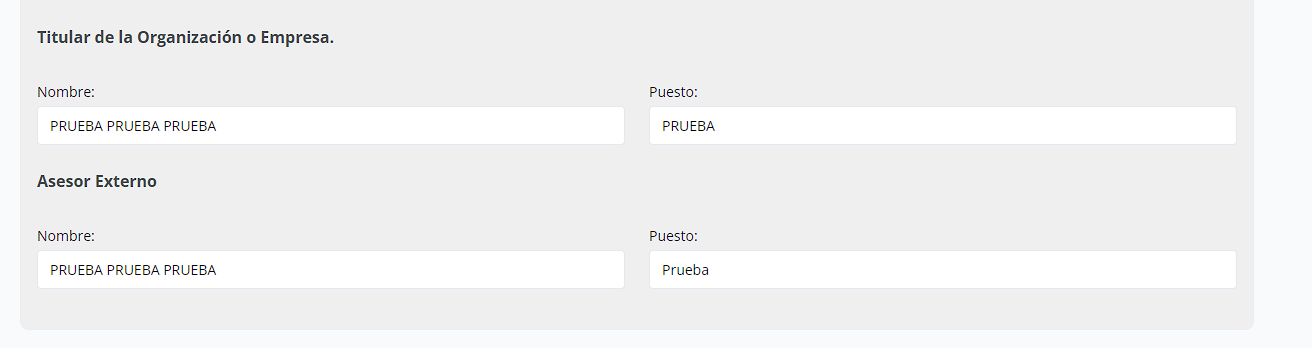 Titular de la Organización o Empresa.
Nombre:
Puesto:
PRUEBA PRUEBA PRUEBA
PRUEBA
Asesor Externo
Nombre:
Puesto:
PRUEBA PRUEBA PRUEBA
Prueba